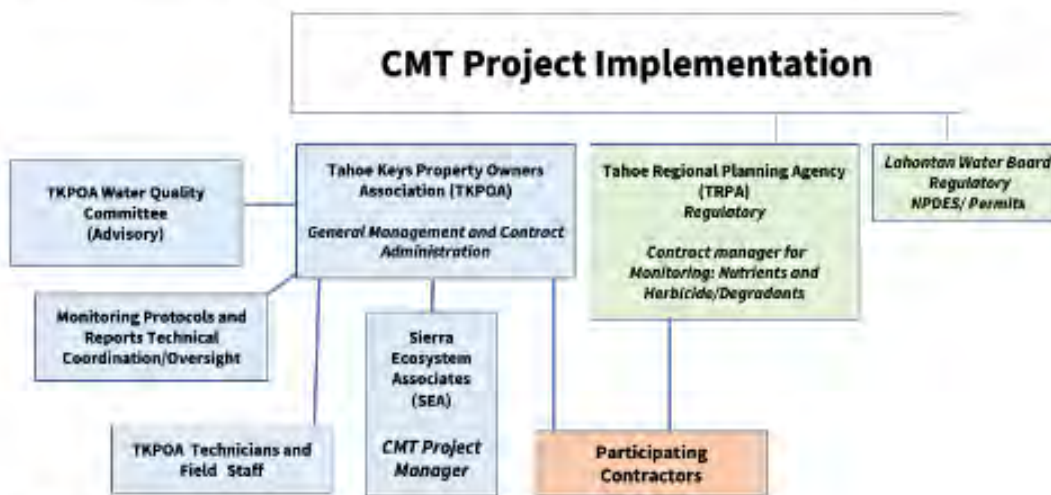 CMT Project Implementation
TKPOA Water Quality
Committee
(Advisory)
Tahoe Keys Property Owners
Association (TKPOA)
General Management and Contract
Administration
Tahoe Regional Planning Agency
(TRPA)
Regulatory
Contract manager for
Monitoring: Nutrients and
Herbicide/Degradants
Lahontan Water Board
Regulatory
NPDES/ Permits
Monitoring Protocols and
Reports Technical
Coordination/Oversight
Sierra
Ecosystem
Associates
(SEA)
CMT Project
Manager
TKPOA Technicians and
Field Staff
Participating
Contractors